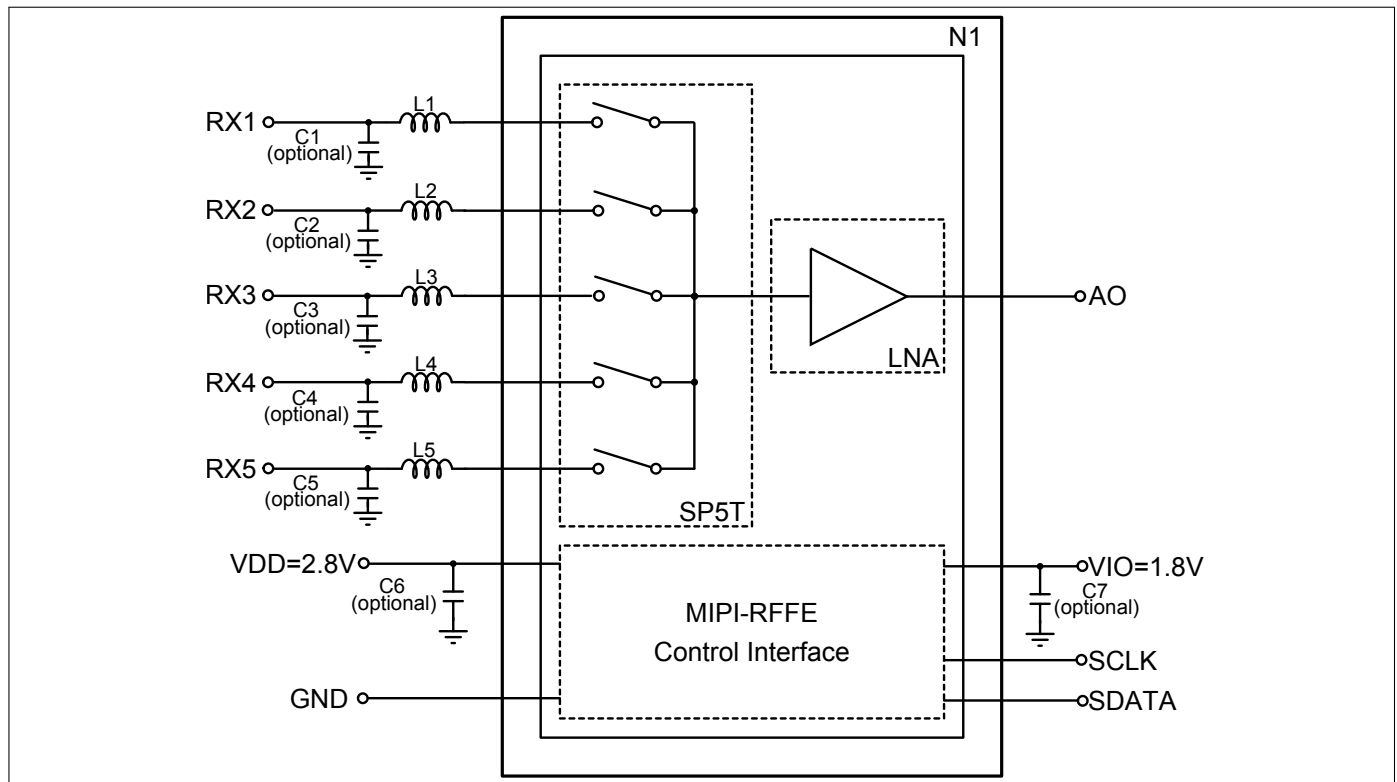 N1
RX1
C1
(optional)
L1
RX2
C2
(optional)
L2
RX3
C3
(optional)
L3
RX4
C4
(optional)
L4
RX5
C5
(optional)
L5
SP5T
LNA
AO
VDD=2.8V
C6
(optional)
GND
MIPI-RFFE
Control Interface
VIO=1.8V
C7
(optional)
SCLK
SDATA